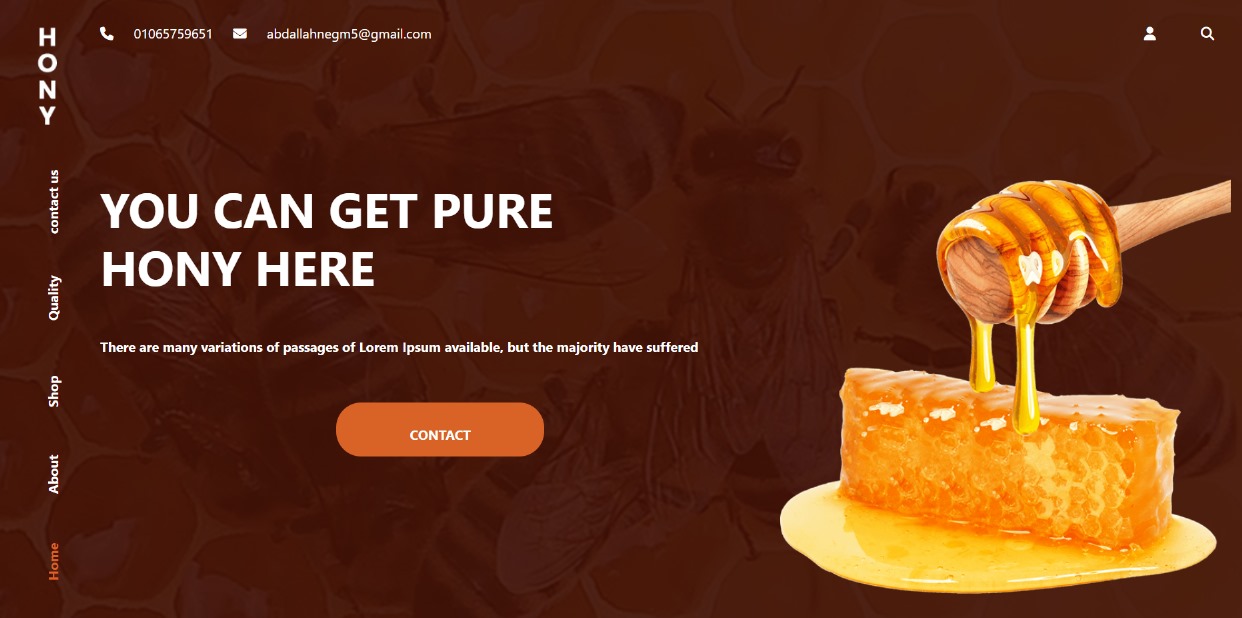 HONY
01065759651 abdallahnegm5@gmail.com
contact us
Quality
Shop
About
Home
YOU CAN GET PURE
HONY HERE
There are many variations of passages of Lorem Ipsum available, but the majority have suffered
CONTACT